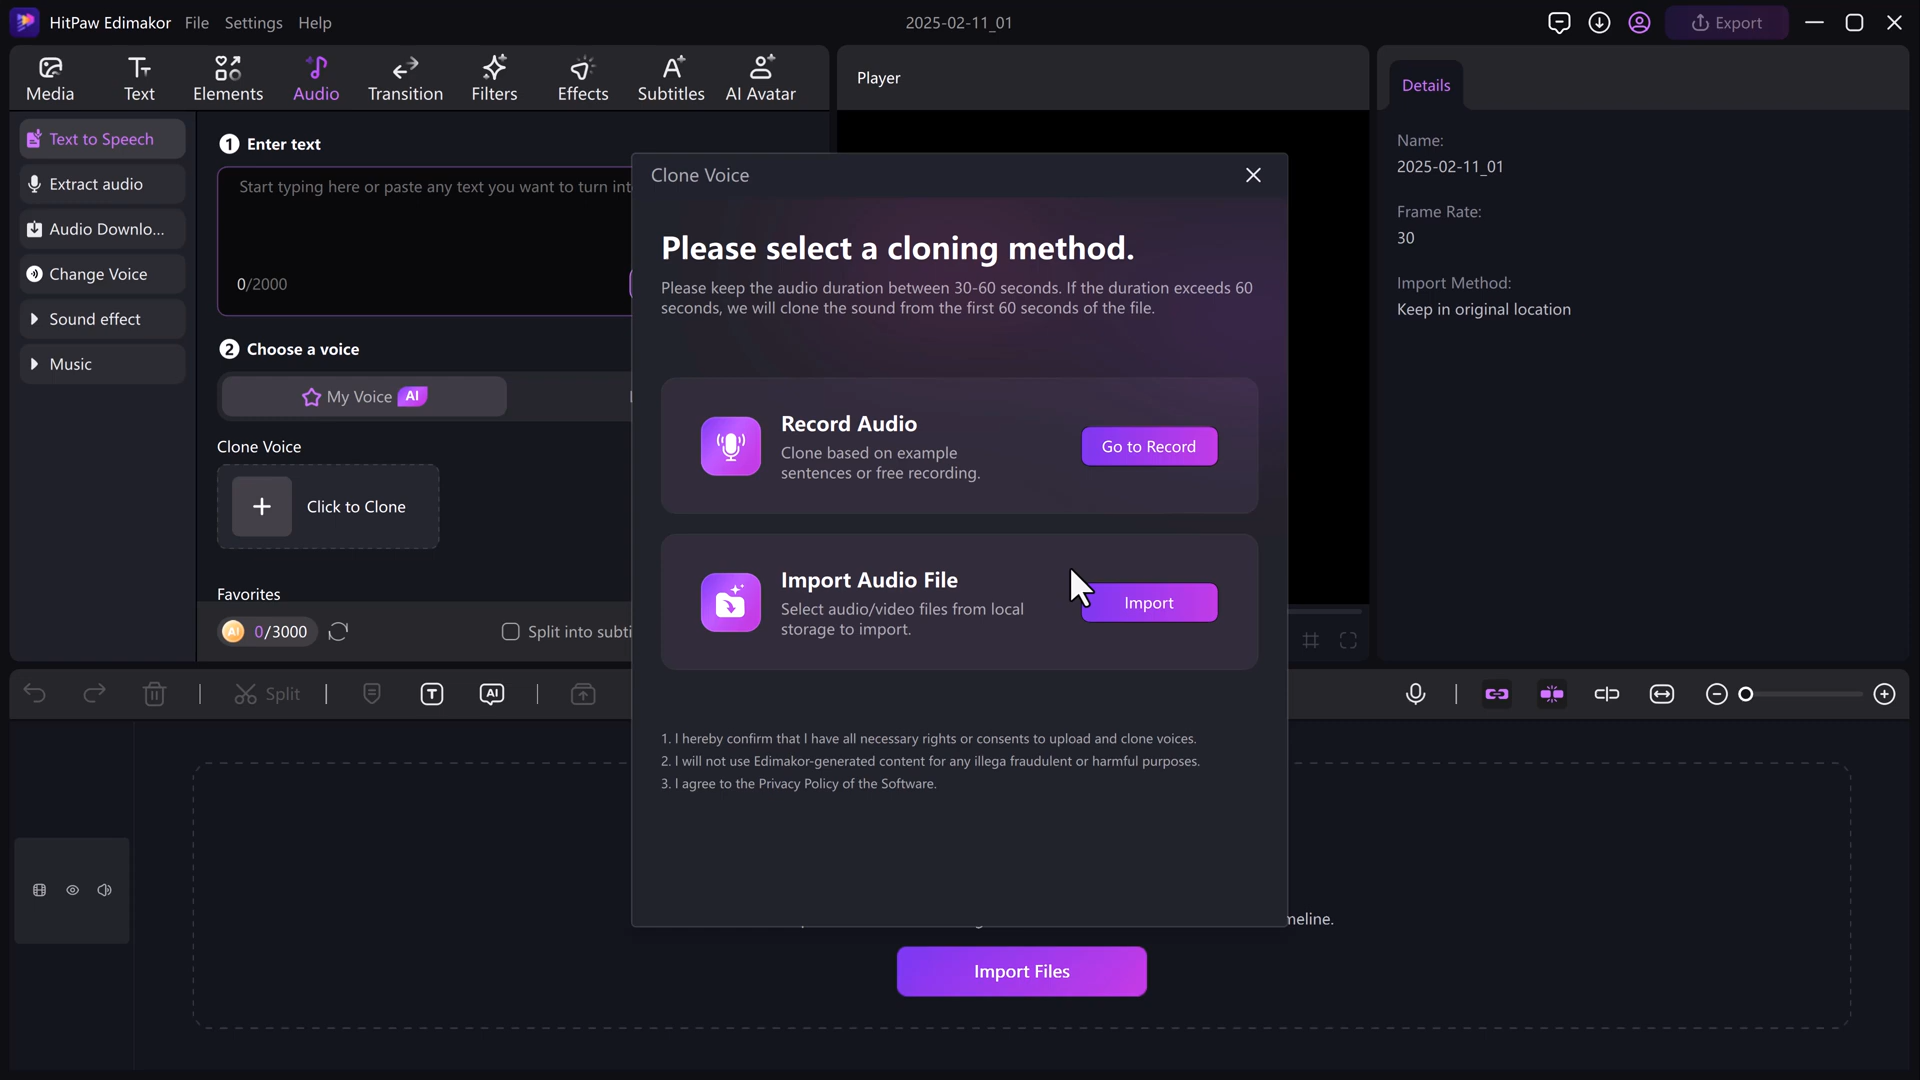 HitPaw Edimakor File Settings Help
2025-02-11_01
Export
Media Text Elements Audio Transition Filters Effects Subtitles AI Avatar
Text to Speech
Extract audio
Audio Downlo...
Change Voice
Sound effect
Music
1 Enter text
Start typing here or paste any text you want to turn int
0/2000
2 Choose a voice
My Voice AI
Clone Voice
+ Click to Clone
Favorites
AI 0/3000
Split into subti
Player
Clone Voice
Please select a cloning method.
Please keep the audio duration between 30-60 seconds. If the duration exceeds 60
seconds, we will clone the sound from the first 60 seconds of the file.
Record Audio
Clone based on example
sentences or free recording.
Go to Record
Import Audio File
Select audio/video files from local
storage to import.
Import
1. I hereby confirm that I have all necessary rights or consents to upload and clone voices.
2. I will not use Edimakor-generated content for any illega fraudulent or harmful purposes.
3. I agree to the Privacy Policy of the Software.
Details
Name:
2025-02-11_01
Frame Rate:
30
Import Method:
Keep in original location
Split
T
AI
meline.
Import Files